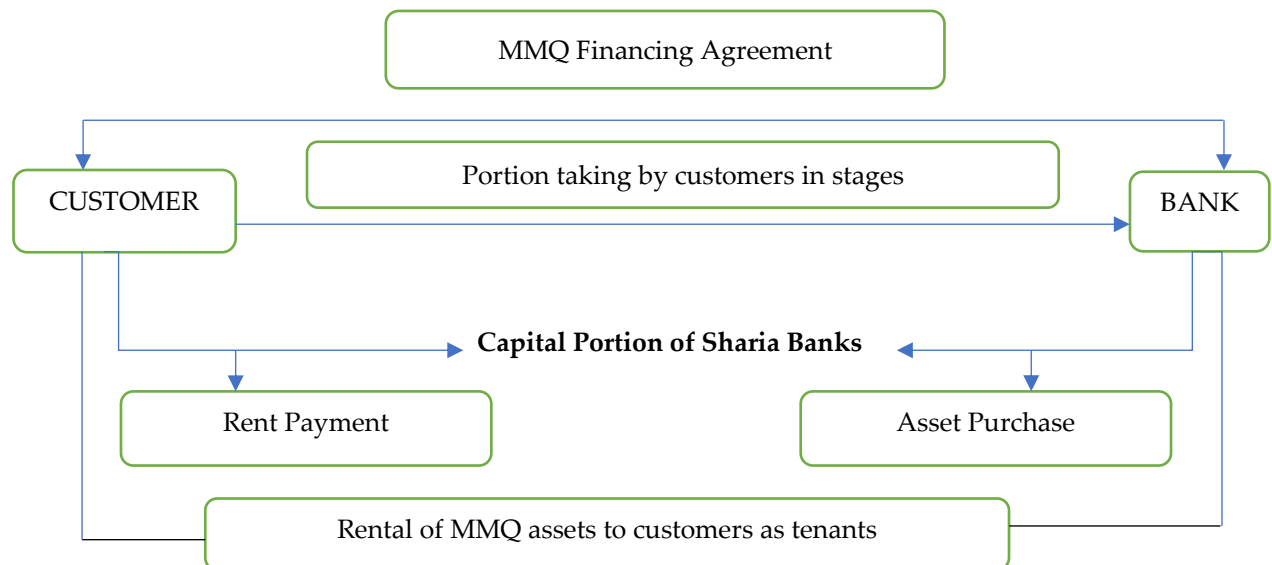 MMQ Financing Agreement
Portion taking by customers in stages
CUSTOMER
BANK
Capital Portion of Sharia Banks
Rent Payment
Asset Purchase
Rental of MMQ assets to customers as tenants